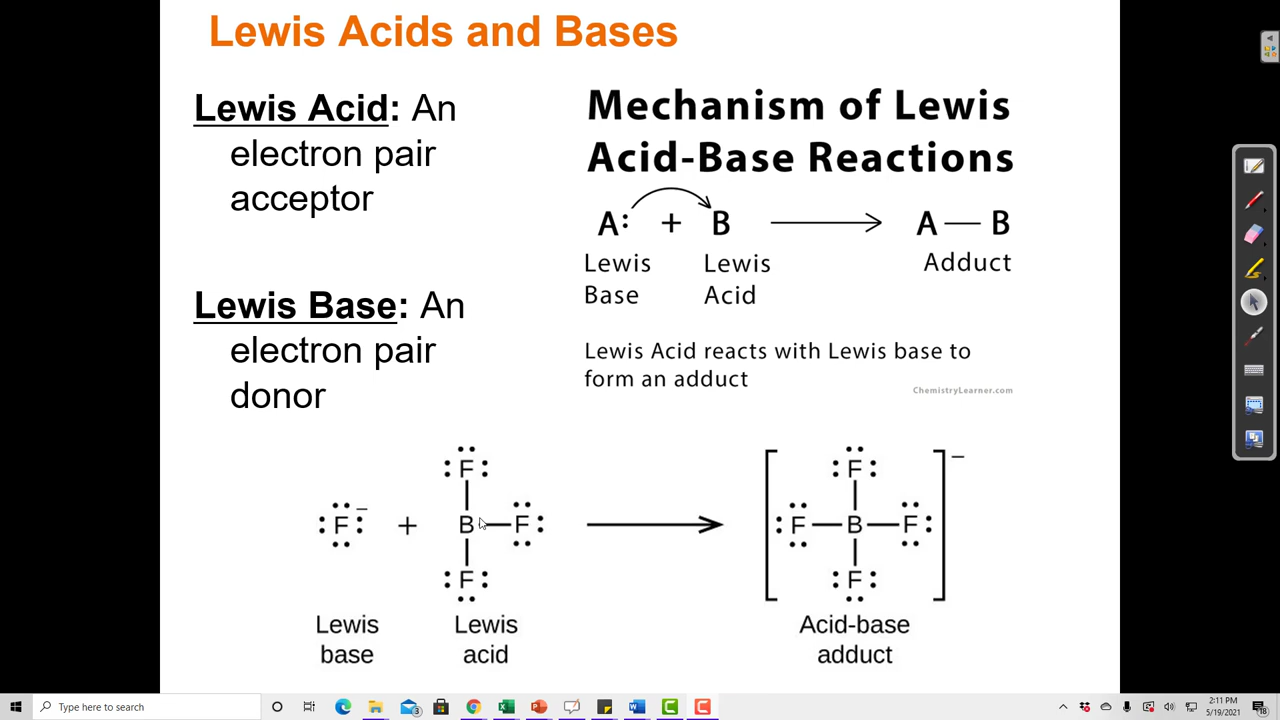 Lewis Acids and Bases
Lewis Acid: An
electron pair
acceptor
Lewis Base: An
electron pair
donor
Mechanism of Lewis
Acid-Base Reactions
A: + B A — B
Lewis Lewis Adduct
Base Acid
Lewis Acid reacts with Lewis base to
form an adduct
ChemistryLearner.com
F F
F − + B F F B F −
F F
Lewis Lewis Acid-base
base acid adduct
Type here to search
3
2:11 PM
5/19/2021
18